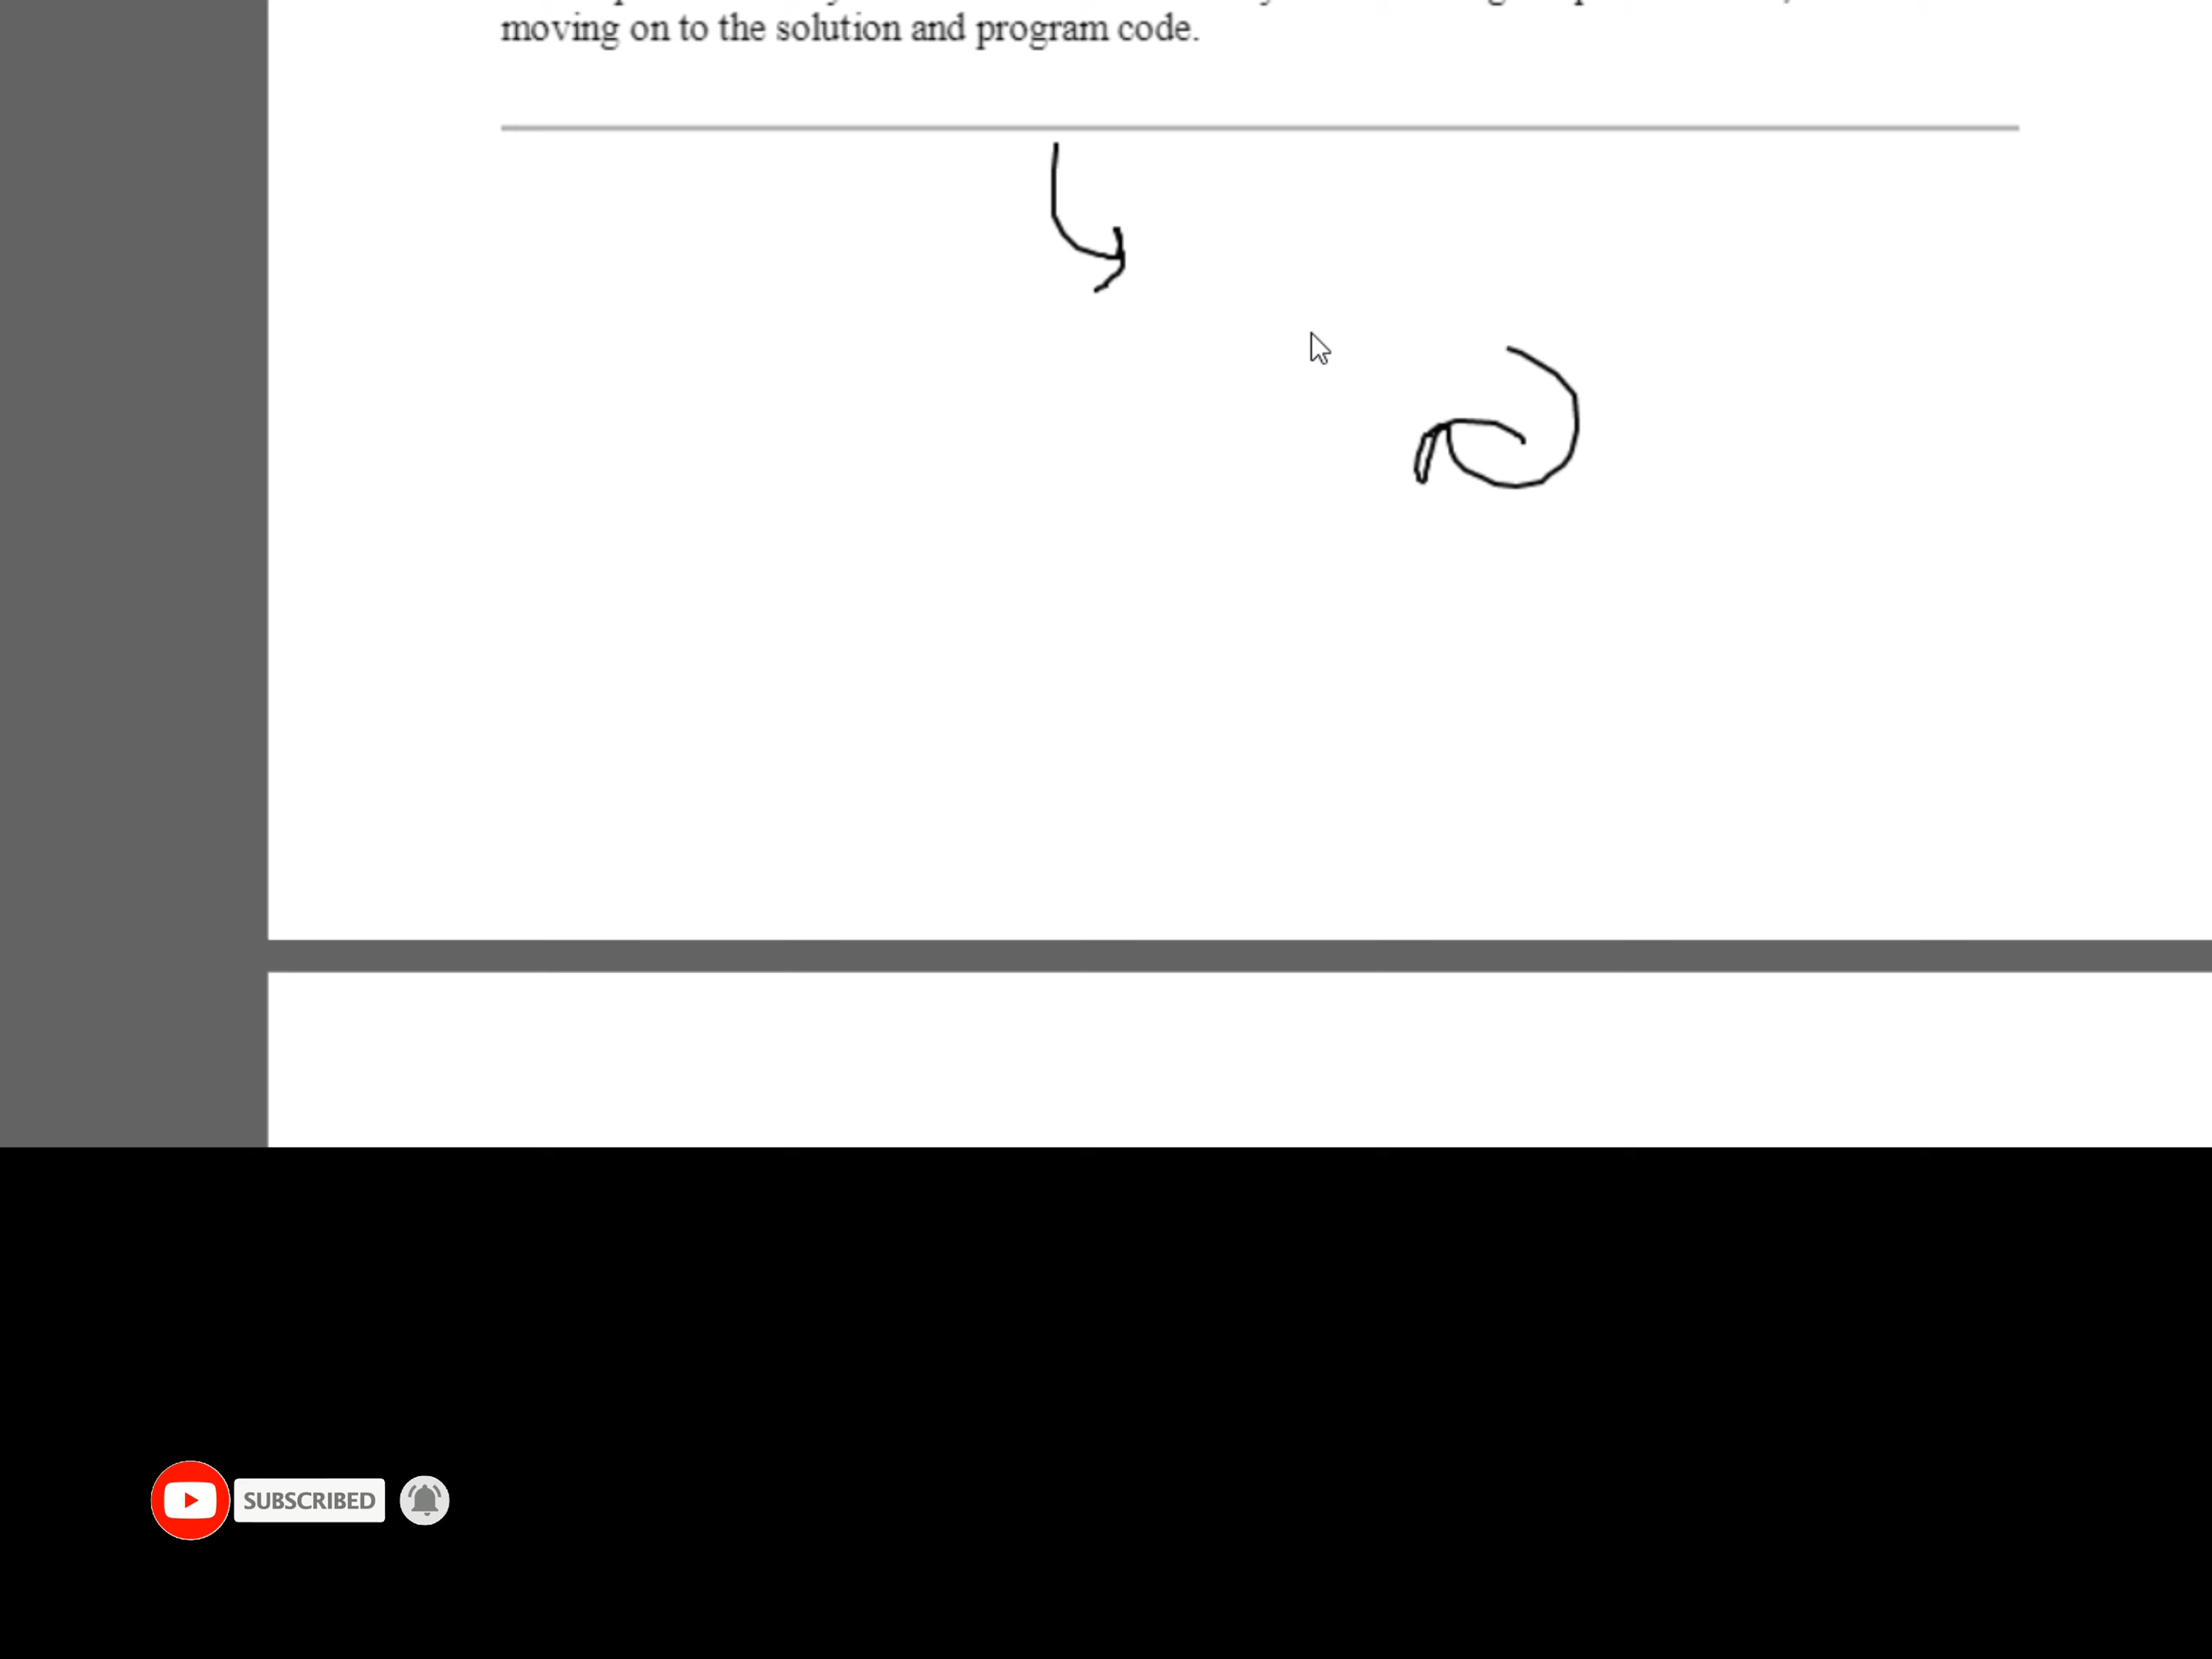 moving on to the solution and program code.
SUBSCRIBED